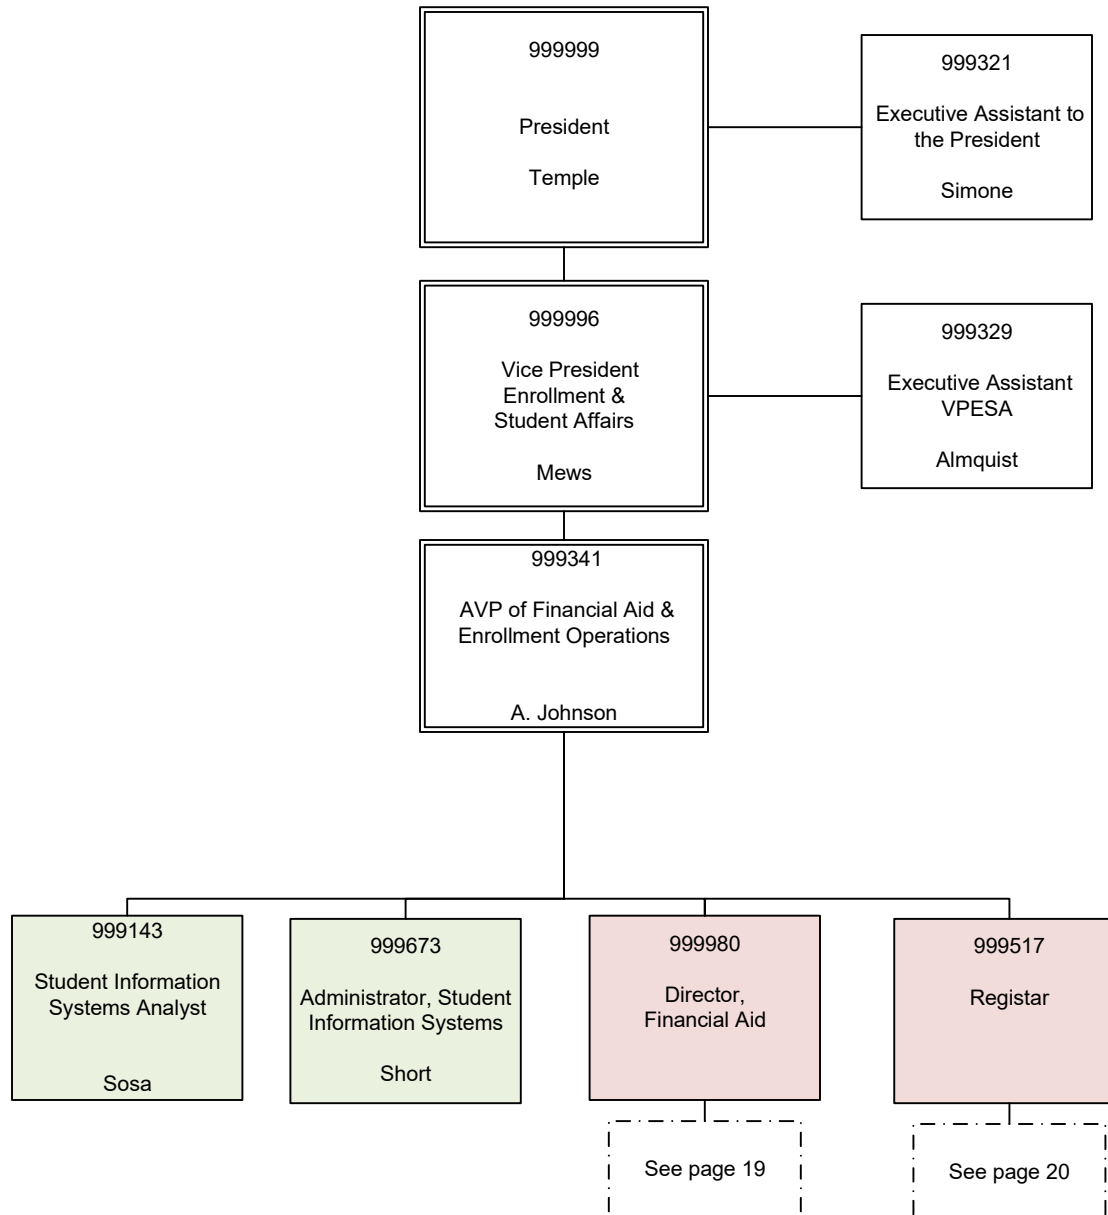 999999
President
Temple
999321
Executive Assistant to
the President
Simone
999996
Vice President
Enrollment &
Student Affairs
Mews
999329
Executive Assistant
VPESA
Almquist
999341
AVP of Financial Aid &
Enrollment Operations
A. Johnson
999143
Student Information
Systems Analyst
Sosa
999673
Administrator, Student
Information Systems
Short
999980
Director,
Financial Aid
999517
Registar
See page 19
See page 20